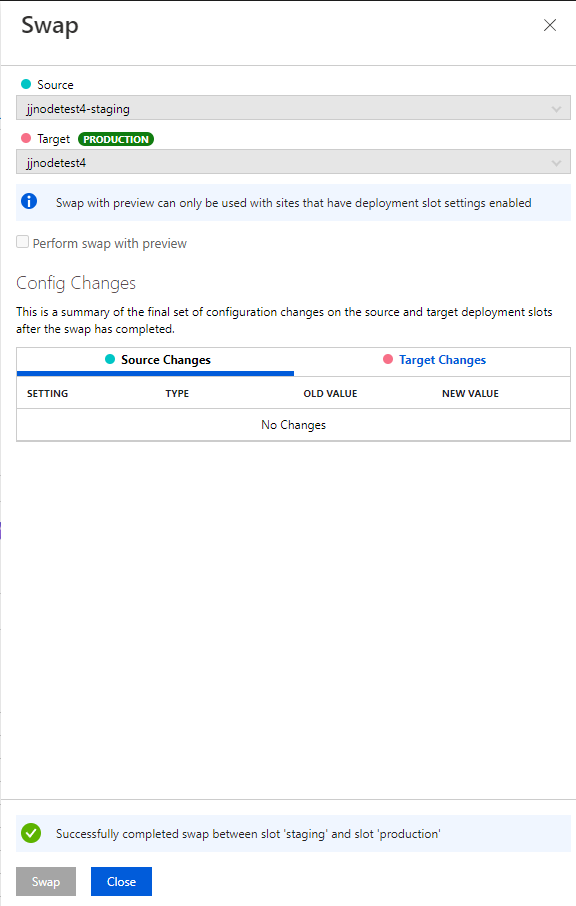 Swap
Source
jjnodetest4-staging
Target PRODUCTION
jjnodetest4
Swap with preview can only be used with sites that have deployment slot settings enabled
Perform swap with preview
Config Changes
This is a summary of the final set of configuration changes on the source and target deployment slots
after the swap has completed.
Source Changes Target Changes
SETTING TYPE OLD VALUE NEW VALUE
No Changes
Successfully completed swap between slot 'staging' and slot 'production'
Swap Close